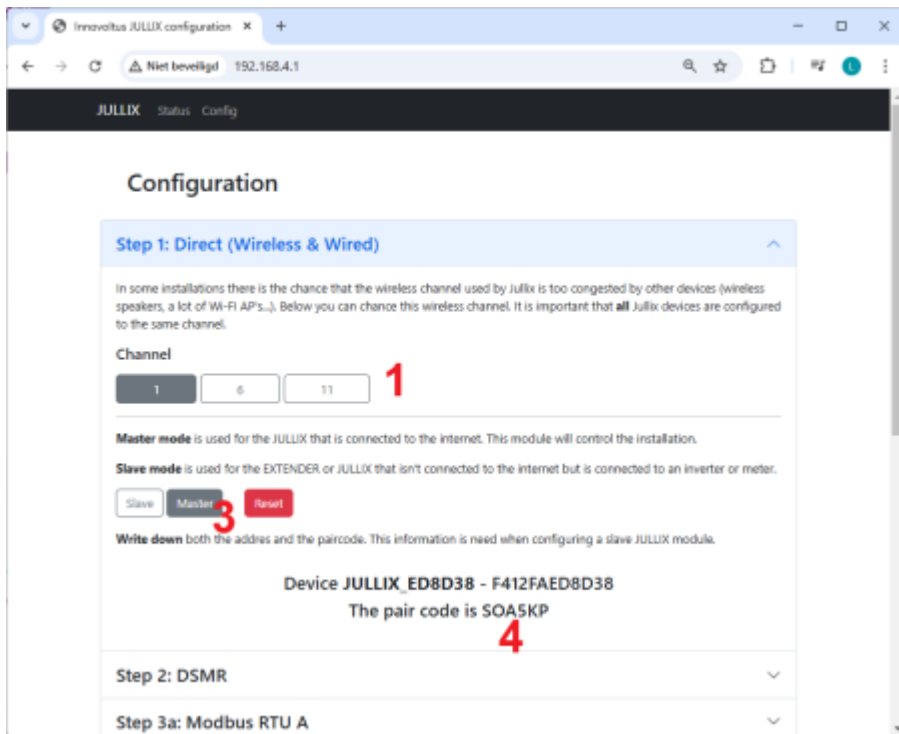 Innovoltus JULLIX configuration
Niet beveiligd 192.168.4.1
L
JULLIX Status Config
Configuration
Step 1: Direct (Wireless & Wired)
In some installations there is the chance that the wireless channel used by Jullix is too congested by other devices (wireless
speakers, a lot of Wi-Fi AP's...). Below you can chance this wireless channel. It is important that all Jullix devices are configured
to the same channel.
Channel
1 6 11 1
Master mode is used for the JULLIX that is connected to the internet. This module will control the installation.
Slave mode is used for the EXTENDER or JULLIX that isn't connected to the internet but is connected to an inverter or meter.
Slave Master 3 Reset
Write down both the addres and the paircode. This information is need when configuring a slave JULLIX module.
Device JULLIX_ED8D38 - F412FAED8D38
The pair code is SOA5KP
4
Step 2: DSMR
Step 3a: Modbus RTU A